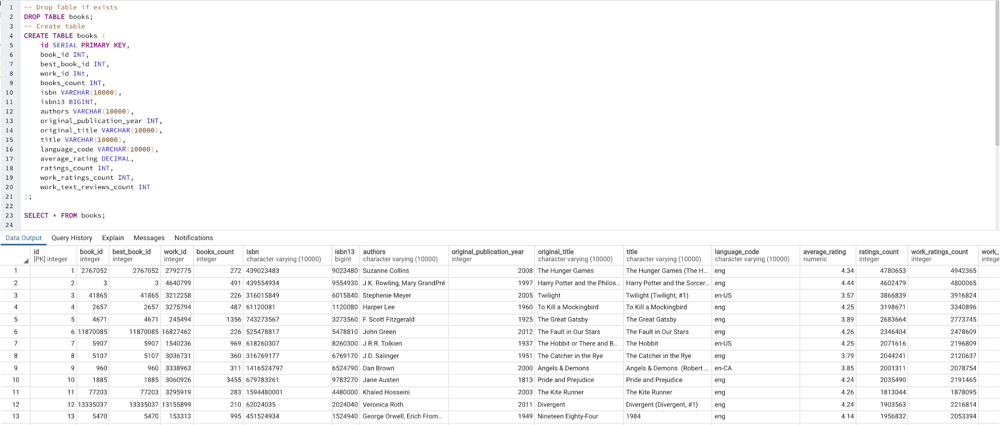 1 -- Drop Table if exists
2 DROP TABLE books;
3 -- Create table
4 CREATE TABLE books (
5 id SERIAL PRIMARY KEY,
6 book_id INT,
7 best_book_id INT,
8 work_id INt,
9 books_count INT,
10 isbn VARCHAR(10000),
11 isbn13 BIGINT,
12 authors VARCHAR(10000),
13 original_publication_year INT,
14 original_title VARCHAR(10000),
15 title VARCHAR(10000),
16 language_code VARCHAR(10000),
17 average_rating DECIMAL,
18 ratings_count INT,
19 work_ratings_count INT,
20 work_text_reviews_count INT
21 );
22
23 SELECT * FROM books;
24
Data Output Query History Explain Messages Notifications
id book_id best_book_id work_id books_count isbn isbn13 authors original_publication_year original_title title language_code average_rating ratings_count work_ratings_count work_
[PK] integer integer integer integer integer character varying (10000) bigint character varying (10000) integer character varying (10000) character varying (10000) character varying (10000) numeric integer integer intege
1 1 2767052 2767052 2792775 272 439023483 9023480 Suzanne Collins 2008 The Hunger Games The Hunger Games (The H... eng 4.34 4780653 4942365
2 2 3 3 4640799 491 439554934 9554930 J.K. Rowling, Mary GrandPré 1997 Harry Potter and the Philos... Harry Potter and the Sorcer... eng 4.44 4602479 4800065
3 3 41865 41865 3212258 226 316015849 6015840 Stephenie Meyer 2005 Twilight Twilight (Twilight, #1) en-US 3.57 3866839 3916824
4 4 2657 2657 3275794 487 61120081 1120080 Harper Lee 1960 To Kill a Mockingbird To Kill a Mockingbird eng 4.25 3198671 3340896
5 5 4671 4671 245494 1356 743273567 3273560 F. Scott Fitzgerald 1925 The Great Gatsby The Great Gatsby eng 3.89 2683664 2773745
6 6 11870085 11870085 16827462 226 525478817 5478810 John Green 2012 The Fault in Our Stars The Fault in Our Stars eng 4.26 2346404 2478609
7 7 5907 5907 1540236 969 618260307 8260300 J.R.R. Tolkien 1937 The Hobbit or There and B... The Hobbit en-US 4.25 2071616 2196809
8 8 5107 5107 3036731 360 316769177 6769170 J.D. Salinger 1951 The Catcher in the Rye The Catcher in the Rye eng 3.79 2044241 2120637
9 9 960 960 3338963 311 1416524797 6524790 Dan Brown 2000 Angels & Demons Angels & Demons (Robert ... en-CA 3.85 2001311 2078754
10 10 1885 1885 3060926 3455 679783261 9783270 Jane Austen 1813 Pride and Prejudice Pride and Prejudice eng 4.24 2035490 2191465
11 11 77203 77203 3295919 283 1594480001 4480000 Khaled Hosseini 2003 The Kite Runner The Kite Runner eng 4.26 1813044 1878095
12 12 13335037 13335037 13155899 210 62024035 2024040 Veronica Roth 2011 Divergent Divergent (Divergent, #1) eng 4.24 1903563 2216814
13 13 5470 5470 153313 995 451524934 1524940 George Orwell, Erich From... 1949 Nineteen Eighty-Four 1984 eng 4.14 1956832 2053394